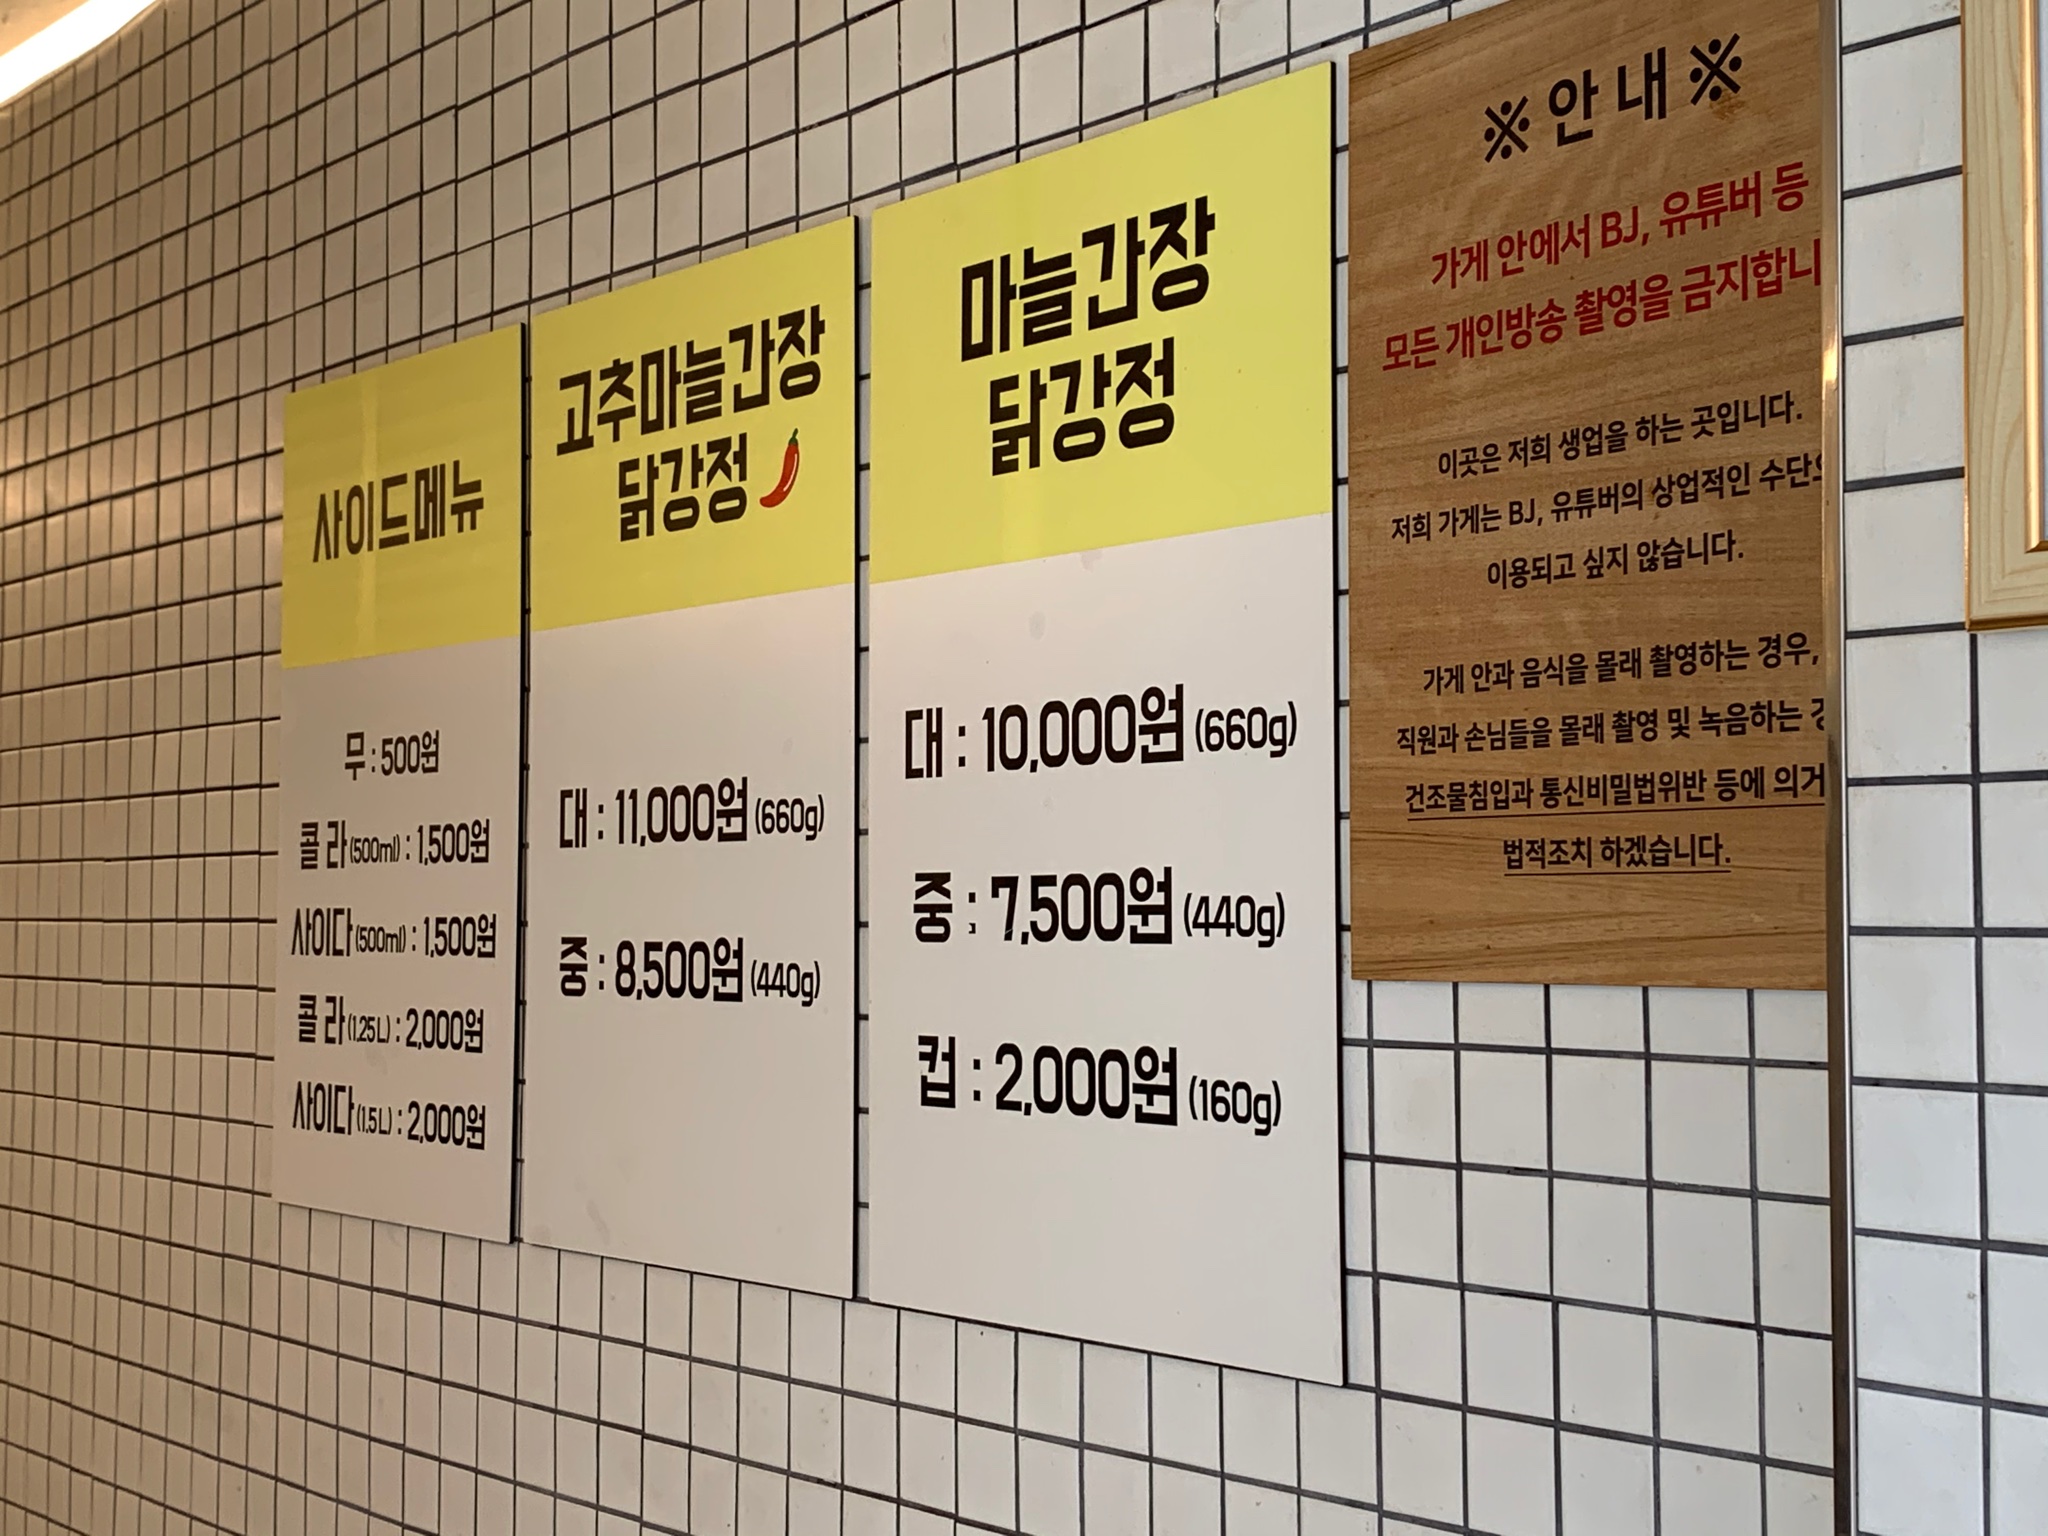 사이드메뉴
무 : 500원
콜 라 (500ml) : 1,500원
사이다 (500ml) : 1,500원
콜 라 (1.25L) : 2,000원
사이다 (1.5L) : 2,000원
고추마늘간장
닭강정
대 : 11,000원 (660g)
중 : 8,500원 (440g)
마늘간장
닭강정
대 : 10,000원 (660g)
중 : 7,500원 (440g)
컵 : 2,000원 (160g)
※ 안 내 ※
가게 안에서 BJ, 유튜버 등
모든 개인방송 촬영을 금지합니
이곳은 저희 생업을 하는 곳입니다.
저희 가게는 BJ, 유튜버의 상업적인 수단
이용되고 싶지 않습니다.
가게 안과 음식을 몰래 촬영하는 경우,
직원과 손님들을 몰래 촬영 및 녹음하는
건조물침입과 통신비밀법위반 등에 의거
법적조치 하겠습니다.